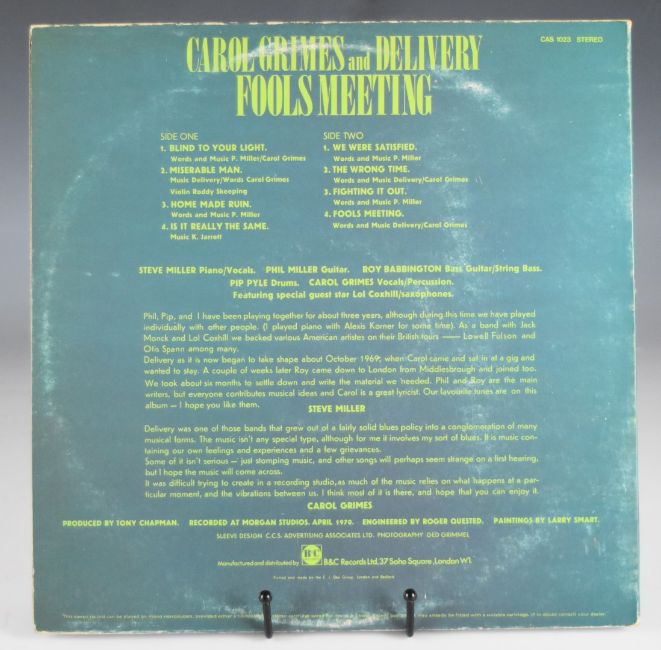 CAROL GRIMES and DELIVERY
FOOLS MEETING
CAS 1023 STEREO
SIDE ONE
1. BLIND TO YOUR LIGHT.
Words and Music P. Miller/Carol Grimes
2. MISERABLE MAN.
Music Delivery/Words Carol Grimes
Violin Roddy Skeeping
3. HOME MADE RUIN.
Words and Music P. Miller
4. IS IT REALLY THE SAME.
Music K. Jarrett
SIDE TWO
1. WE WERE SATISFIED.
Words and Music P. Miller
2. THE WRONG TIME.
Words and Music Delivery/Carol Grimes
3. FIGHTING IT OUT.
Words and Music P. Miller
4. FOOLS MEETING.
Words and Music Delivery/Carol Grimes
STEVE MILLER Piano/Vocals. PHIL MILLER Guitar. ROY BABBINGTON Bass Guitar/String Bass.
PIP PYLE Drums. CAROL GRIMES Vocals/Percussion.
Featuring special guest star Lol Coxhill/saxophones.
Phil, Pip, and I have been playing together for about three years, although during this time we have played
individually with other people. (I played piano with Alexis Korner for some time). As a band with Jack
Monck and Lol Coxhill we backed various American artistes on their British tours —— Lowell Fulson and
Otis Spann among many.
Delivery as it is now began to take shape about October 1969; when Carol came and sat in at a gig and
wanted to stay. A couple of weeks later Roy came down to London from Middlesbrough and joined too.
We took about six months to settle down and write the material we needed. Phil and Roy are the main
writers, but everyone contributes musical ideas and Carol is a great lyricist. Our favourite tunes are on this
album — I hope you like them.
STEVE MILLER
Delivery was one of those bands that grew out of a fairly solid blues policy into a conglomeration of many
musical forms. The music isn't any special type, although for me it involves my sort of blues. It is music con-
taining our own feelings and experiences and a few grievances.
Some of it isn't serious — just stomping music, and other songs will perhaps seem strange on a first hearing,
but I hope the music will come across.
It was difficult trying to create in a recording studio, as much of the music relies on what happens at a par-
ticular moment, and the vibrations between us. I think most of it is there, and hope that you can enjoy it.
CAROL GRIMES
PRODUCED BY TONY CHAPMAN. RECORDED AT MORGAN STUDIOS, APRIL 1970. ENGINEERED BY ROGER QUESTED. PAINTINGS BY LARRY SMART.
SLEEVE DESIGN C.C.S. ADVERTISING ASSOCIATES LTD. PHOTOGRAPHY GED GRIMMEL
Manufactured and distributed by B&C B&C Records Ltd, 37 Soho Square, London W1.
Printed and made by the E. J. Day Group, London and Bedford